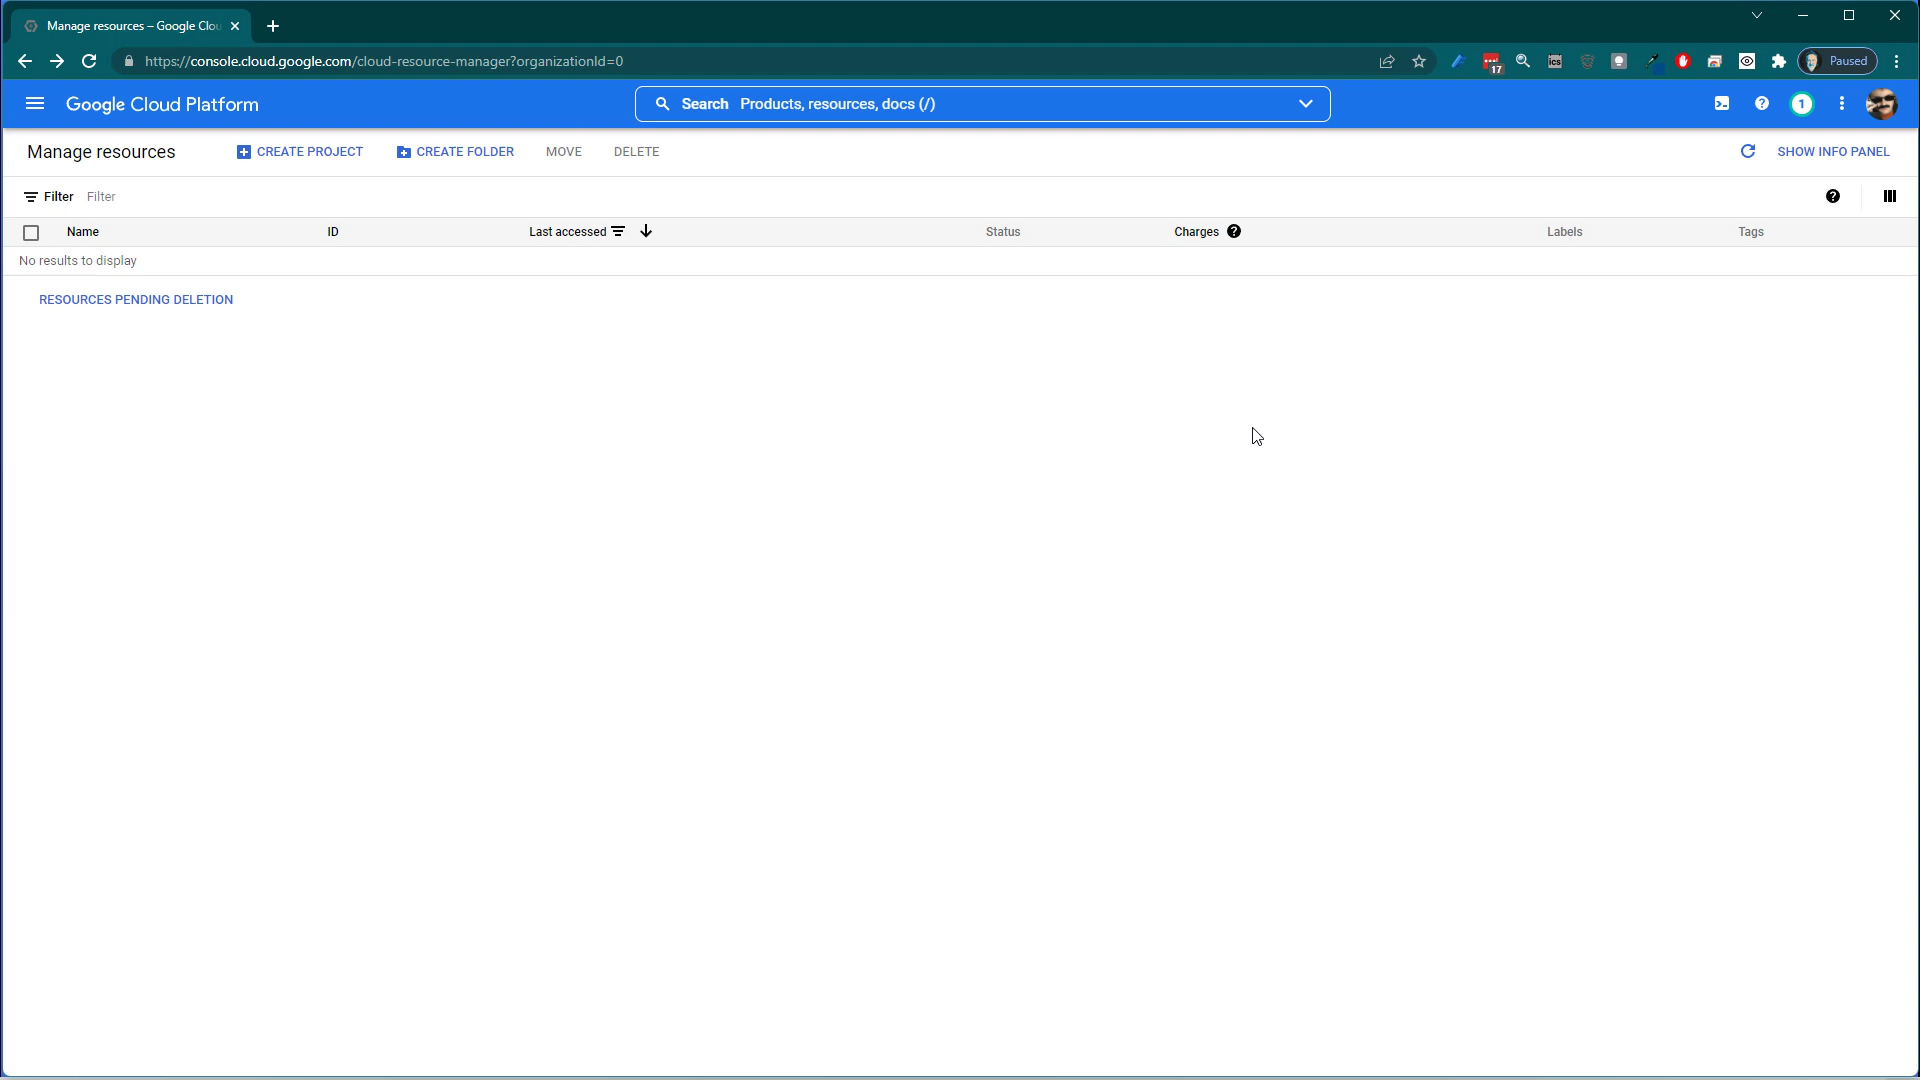 Manage resources – Google Clou
https://console.cloud.google.com/cloud-resource-manager?organizationId=0
17
ics
Paused
Google Cloud Platform
Search Products, resources, docs (/)
1
Manage resources
CREATE PROJECT
CREATE FOLDER
MOVE
DELETE
SHOW INFO PANEL
Filter Filter
Name ID Last accessed Status Charges Labels Tags
No results to display
RESOURCES PENDING DELETION